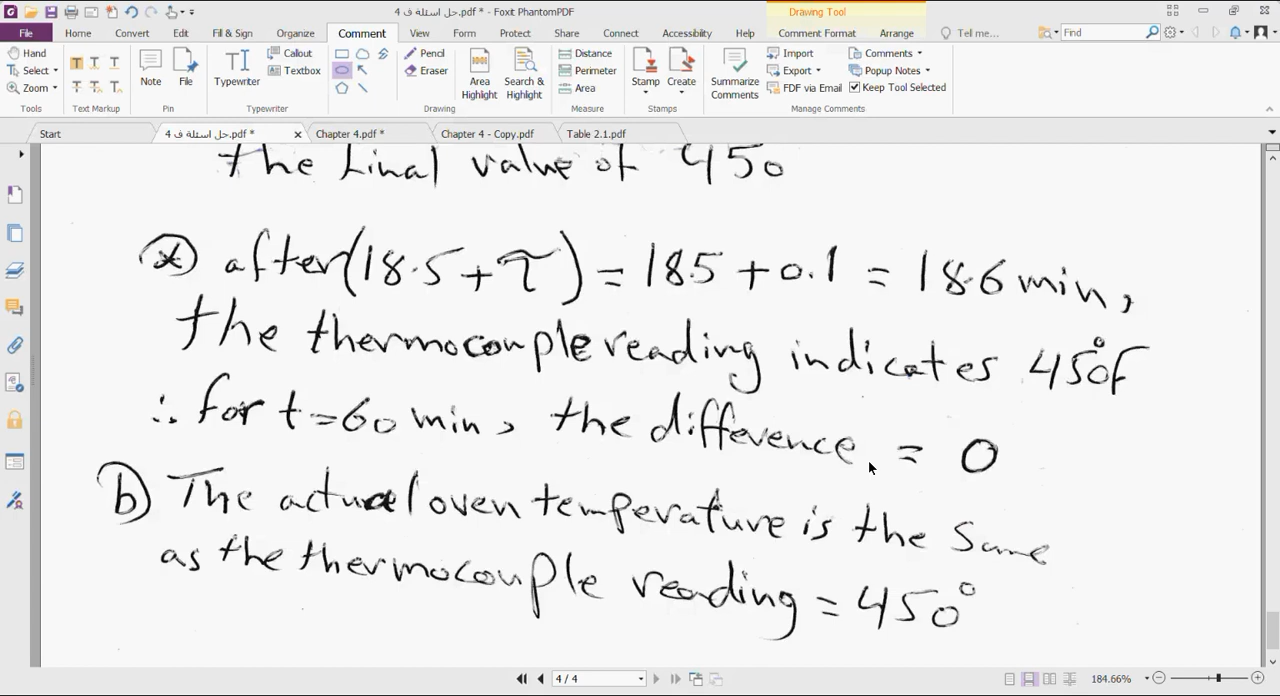 حل اسئلة ف 4.pdf * - Foxit PhantomPDF
Drawing Tool
File Home Convert Edit Fill & Sign Organize Comment View Form Protect Share Connect Accessibility Help Comment Format Arrange Tell me... Find
Hand
Select
Zoom
Tools
Text Markup
Note
File
Pin
Typewriter
Callout
Textbox
Typewriter
Pencil
Eraser
Drawing
Area Highlight
Search & Highlight
Distance
Perimeter
Area
Measure
Stamp
Create
Stamps
Summarize Comments
Import
Export
FDF via Email
Comments
Popup Notes
Keep Tool Selected
Manage Comments
Start
حل اسئلة ف 4.pdf *
Chapter 4.pdf *
Chapter 4 - Copy.pdf
Table 2.1.pdf
the final value of 450
* after (18.5 + τ) = 18.5 + 0.1 = 18.6 min,
the thermocouple reading indicates 450°F
∴ for t = 60 min, the difference = 0
b) The actual oven temperature is the same
as the thermocouple reading = 450°
4 / 4
184.66%